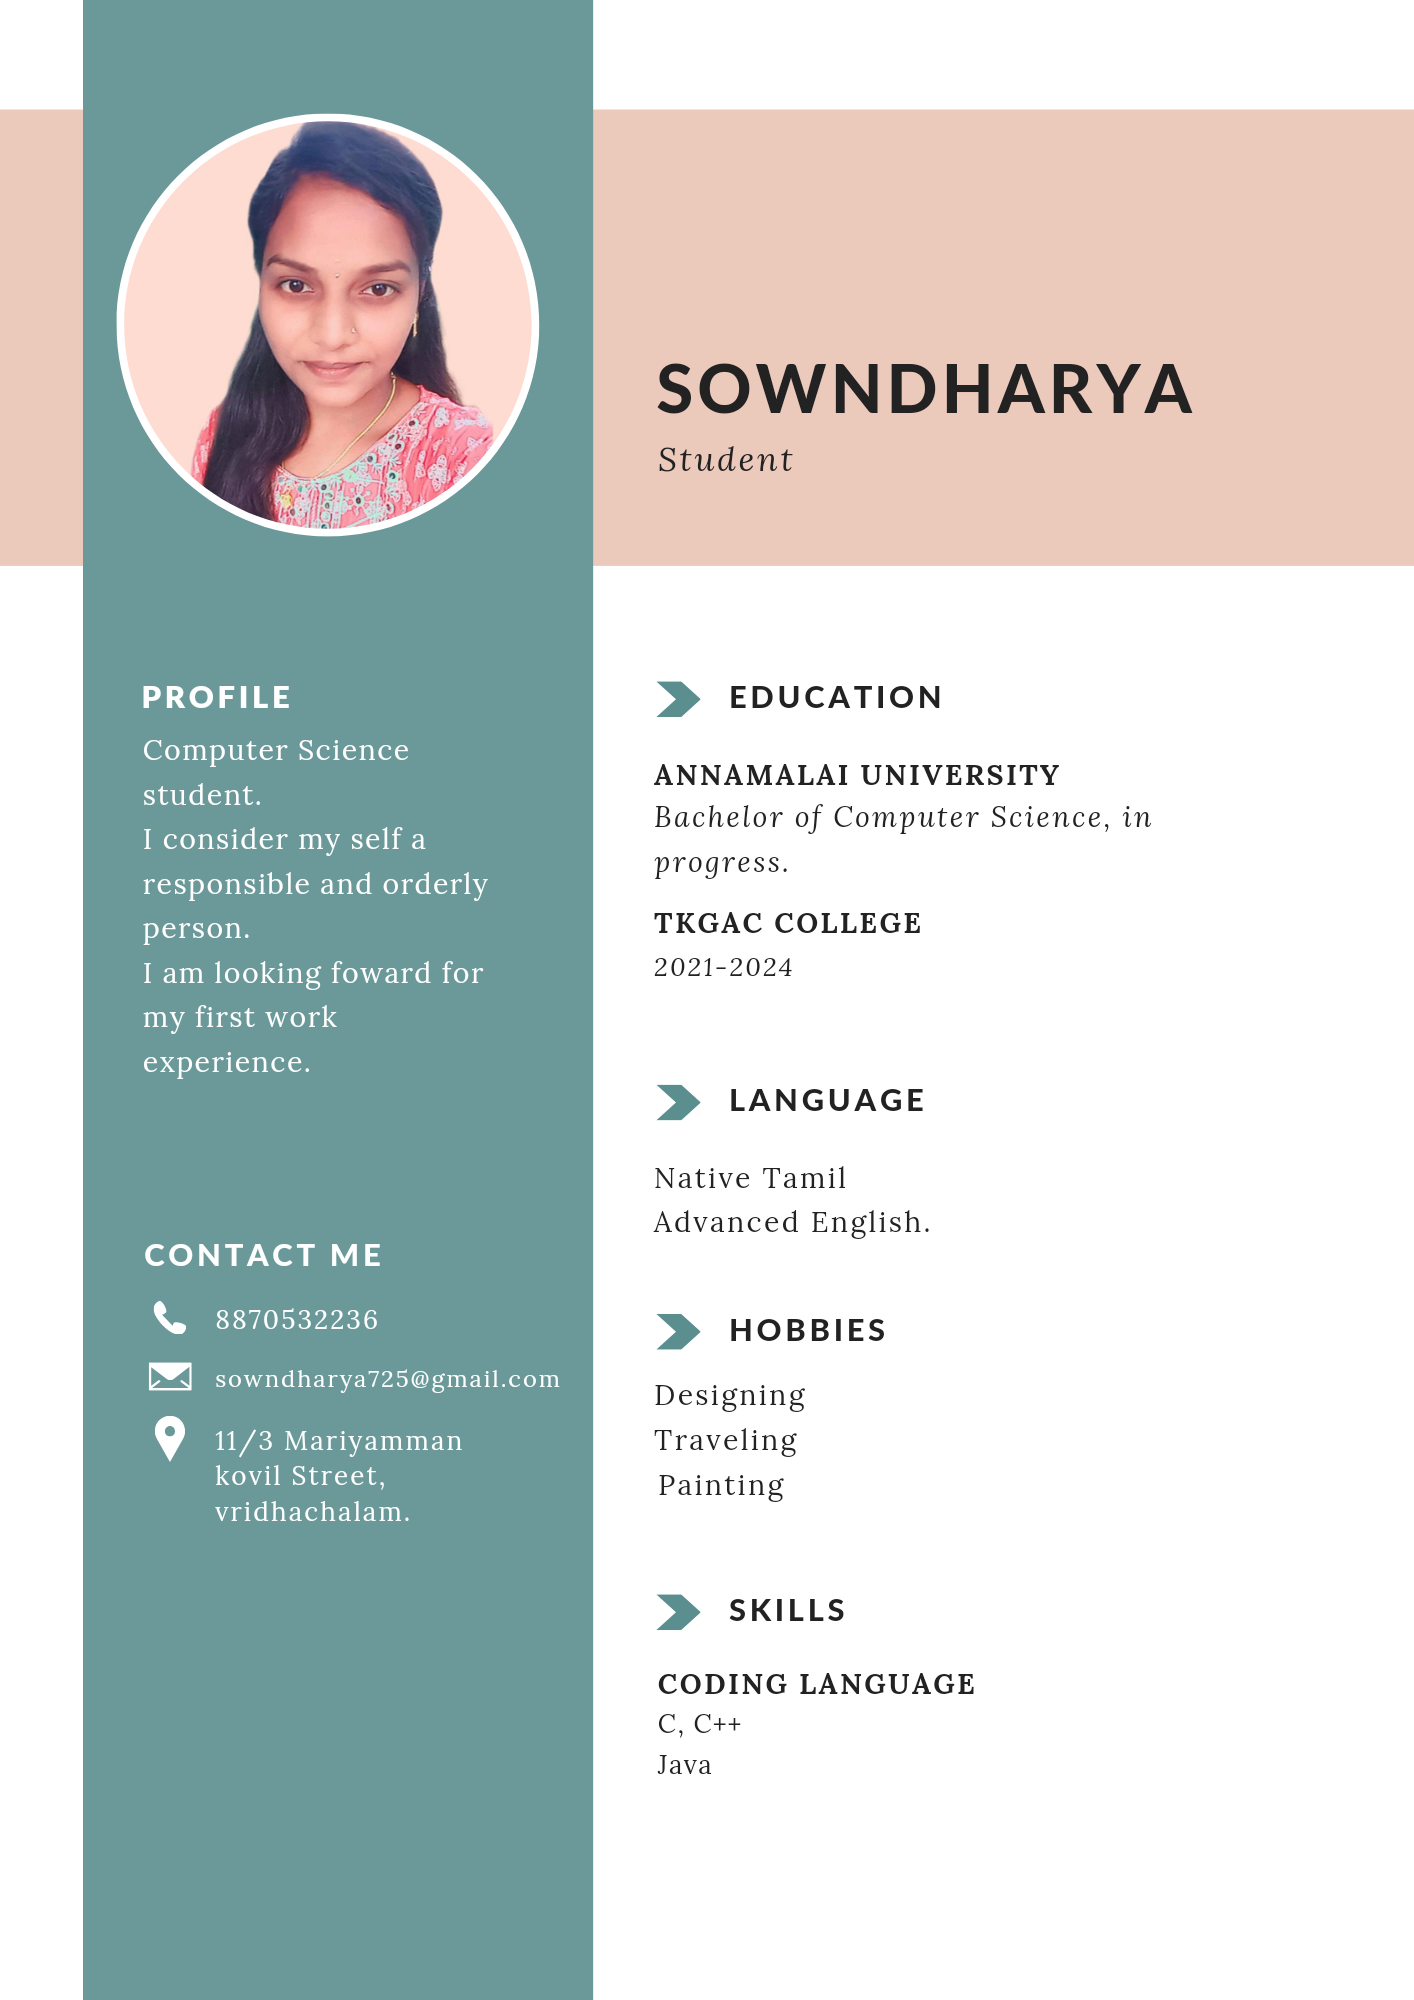 SOWNDHARYA
Student
PROFILE
Computer Science
student.
I consider my self a
responsible and orderly
person.
I am looking foward for
my first work
experience.
CONTACT ME
8870532236
sowndharya725@gmail.com
11/3 Mariyamman
kovil Street,
vridhachalam.
EDUCATION
ANNAMALAI UNIVERSITY
Bachelor of Computer Science, in
progress.
TKGAC COLLEGE
2021-2024
LANGUAGE
Native Tamil
Advanced English.
HOBBIES
Designing
Traveling
Painting
SKILLS
CODING LANGUAGE
C, C++
Java